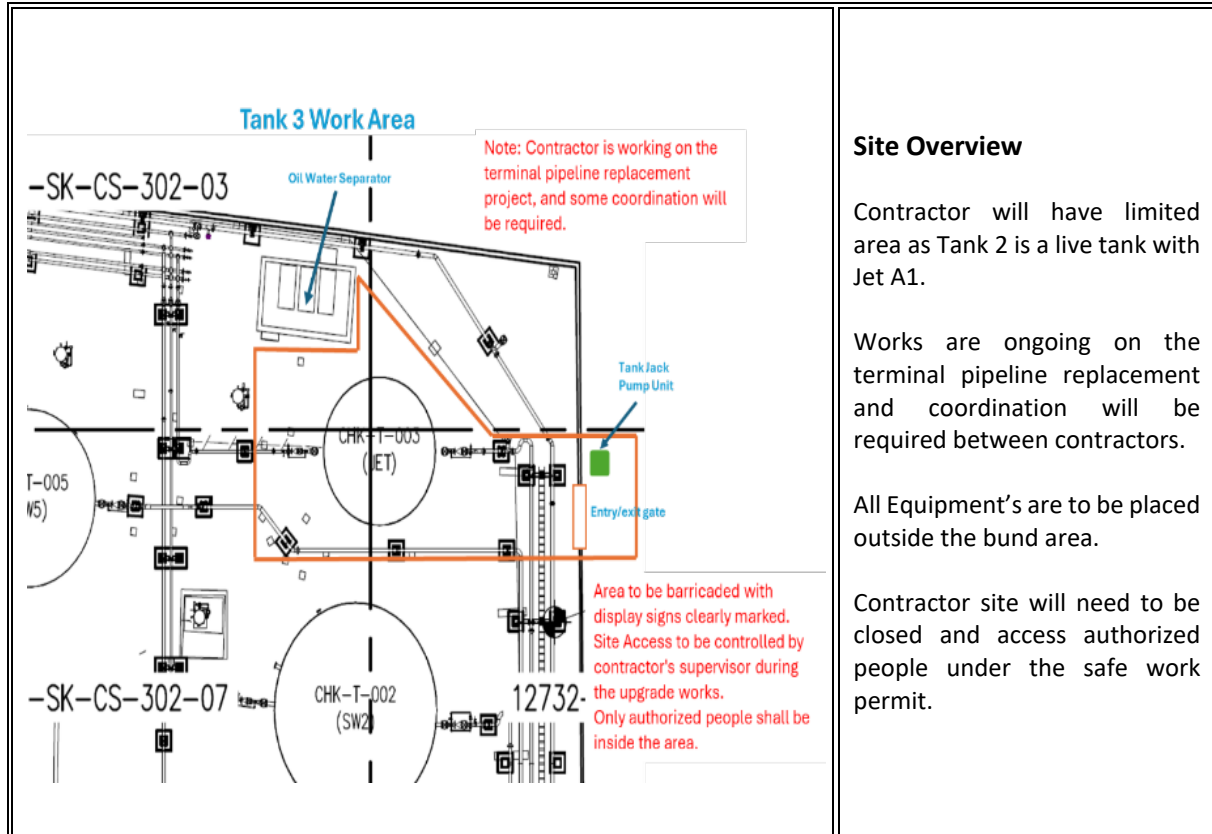 Tank 3 Work Area
Note: Contractor is working on the
terminal pipeline replacement
project, and some coordination will
be required.
-SK-CS-302-03
Oil Water Separator
Tank Jack
Pump Unit
CHK-T-003
(JET)
T-005
W5)
Entry/exit gate
Area to be barricaded with
display signs clearly marked.
Site Access to be controlled by
contractor's supervisor during
the upgrade works.
Only authorized people shall be
inside the area.
-SK-CS-302-07
CHK-T-002
(SW2)
12732-
Site Overview
Contractor will have limited
area as Tank 2 is a live tank with
Jet A1.
Works are ongoing on the
terminal pipeline replacement
and coordination will be
required between contractors.
All Equipment’s are to be placed
outside the bund area.
Contractor site will need to be
closed and access authorized
people under the safe work
permit.